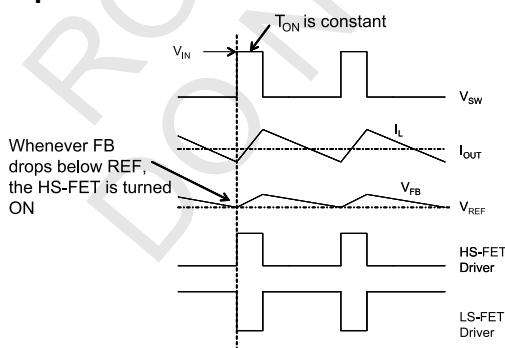 T_ON is constant
V_IN
V_SW
I_L
I_OUT
Whenever FB
drops below REF,
the HS-FET is turned
ON
V_FB
V_REF
HS-FET
Driver
LS-FET
Driver